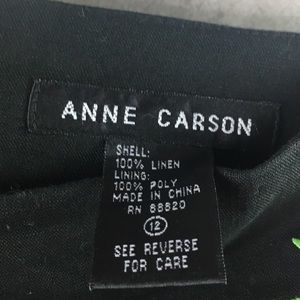 ANNE CARSON
SHELL:
100% LINEN
LINING:
100% POLY
MADE IN CHINA
RN 88820
12
SEE REVERSE
FOR CARE